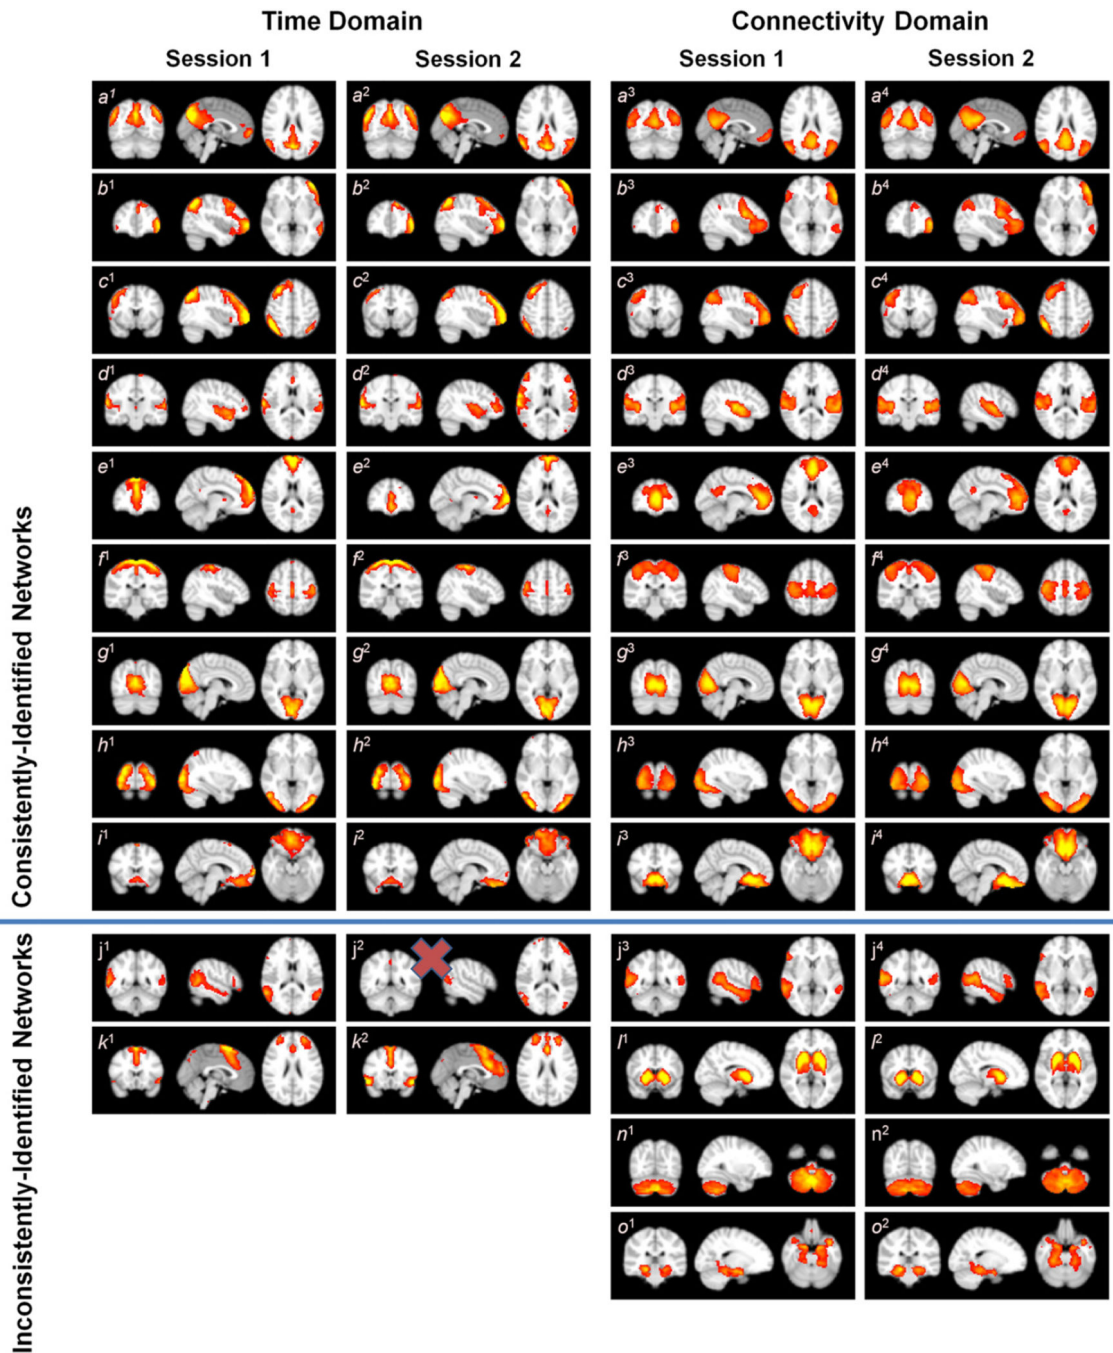 Time Domain Connectivity Domain
Session 1 Session 2 Session 1 Session 2
Consistently-Identified Networks
a1 a2 a3 a4
b1 b2 b3 b4
c1 c2 c3 c4
d1 d2 d3 d4
e1 e2 e3 e4
f1 f2 f3 f4
g1 g2 g3 g4
h1 h2 h3 h4
i1 i2 i3 i4
Inconsistently-Identified Networks
j1 j2 j3 j4
k1 k2 l1 l2
n1 n2
o1 o2